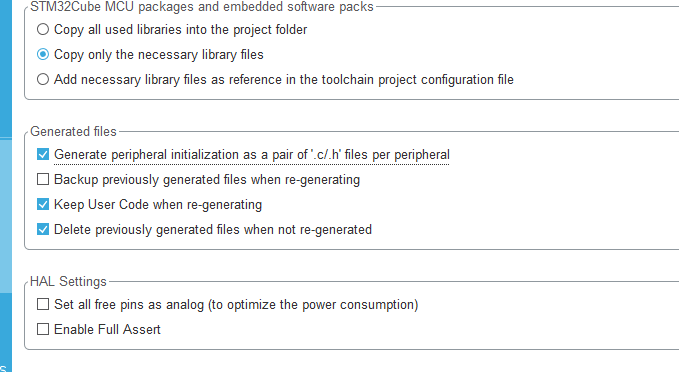 STM32Cube MCU packages and embedded software packs
Copy all used libraries into the project folder
Copy only the necessary library files
Add necessary library files as reference in the toolchain project configuration file
Generated files
Generate peripheral initialization as a pair of '.c/.h' files per peripheral
Backup previously generated files when re-generating
Keep User Code when re-generating
Delete previously generated files when not re-generated
HAL Settings
Set all free pins as analog (to optimize the power consumption)
Enable Full Assert
s